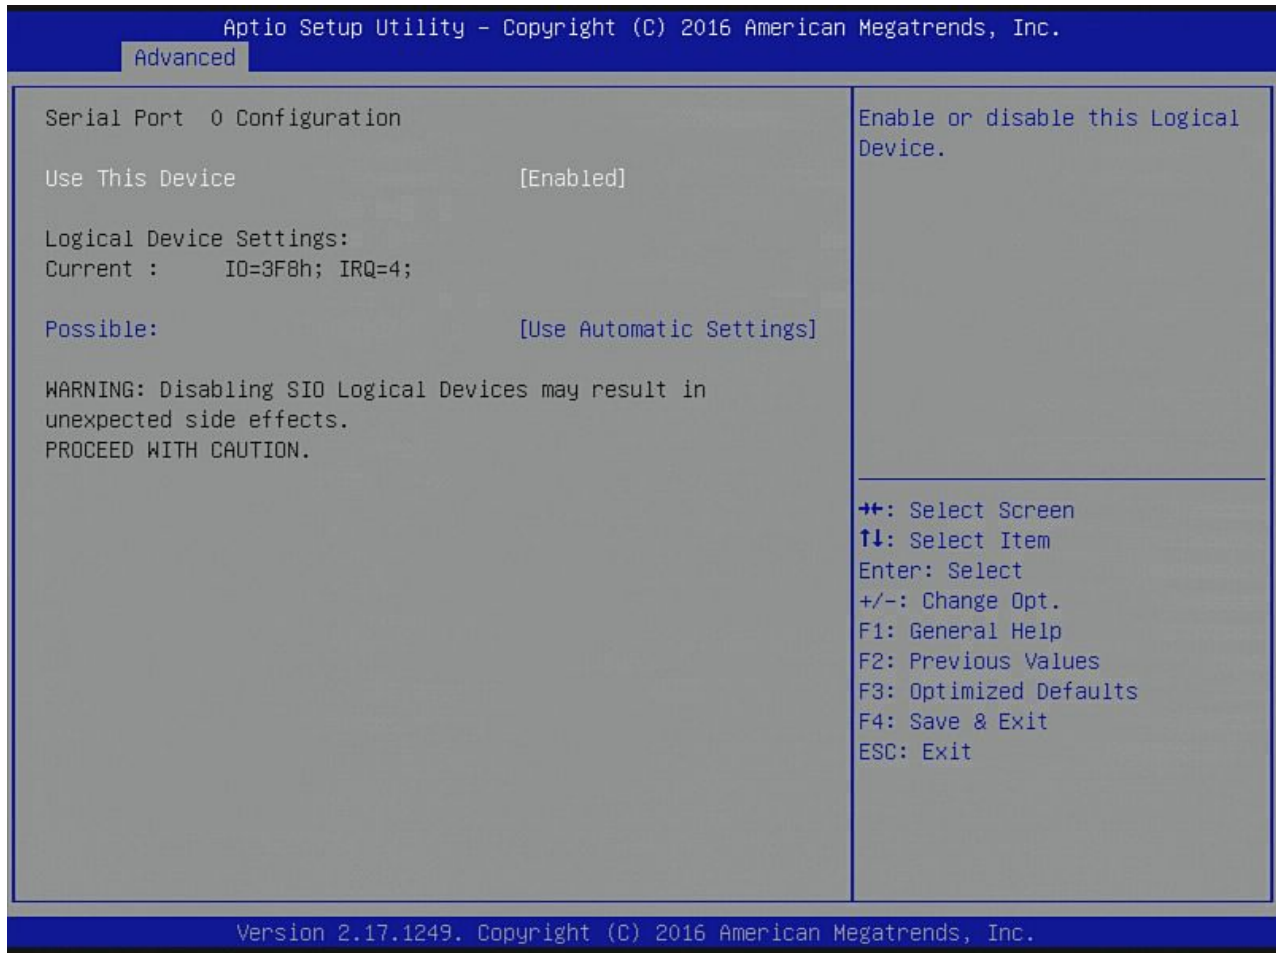 Aptio Setup Utility – Copyright (C) 2016 American Megatrends, Inc.
Advanced
Serial Port 0 Configuration
Use This Device [Enabled]
Logical Device Settings:
Current : IO=3F8h; IRQ=4;
Possible: [Use Automatic Settings]
WARNING: Disabling SIO Logical Devices may result in
unexpected side effects.
PROCEED WITH CAUTION.
Enable or disable this Logical
Device.
→←: Select Screen
↑↓: Select Item
Enter: Select
+/-: Change Opt.
F1: General Help
F2: Previous Values
F3: Optimized Defaults
F4: Save & Exit
ESC: Exit
Version 2.17.1249. Copyright (C) 2016 American Megatrends, Inc.